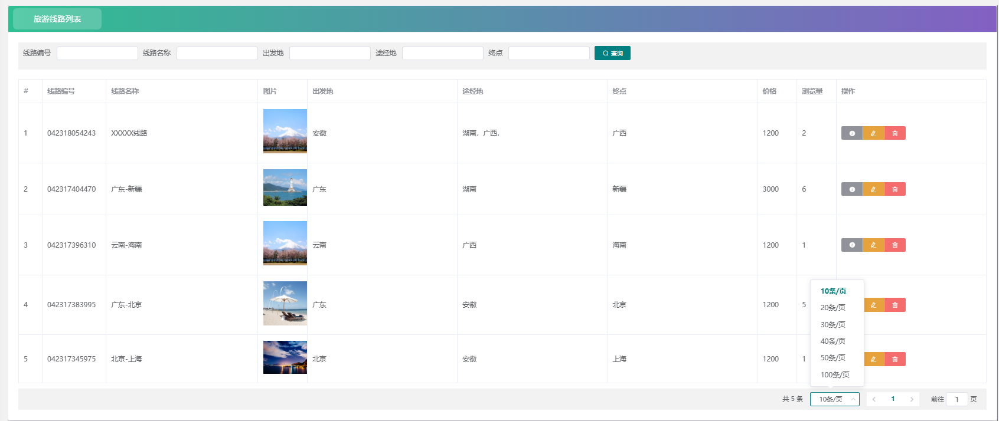 旅游线路列表
线路编号 线路名称 出发地 途经地 终点 查询
# 线路编号 线路名称 图片 出发地 途经地 终点 价格 浏览量 操作
1 042318054243 XXXXX线路 安徽 湖南，广西， 广西 1200 2
2 042317404470 广东-新疆 广东 湖南 新疆 3000 6
3 042317396310 云南-海南 云南 广西 海南 1200 1
4 042317383995 广东-北京 广东 安徽 北京 1200 5
5 042317345975 北京-上海 北京 安徽 上海 1200 1
10条/页
20条/页
30条/页
40条/页
50条/页
100条/页
共 5 条 10条/页 1 前往 1 页